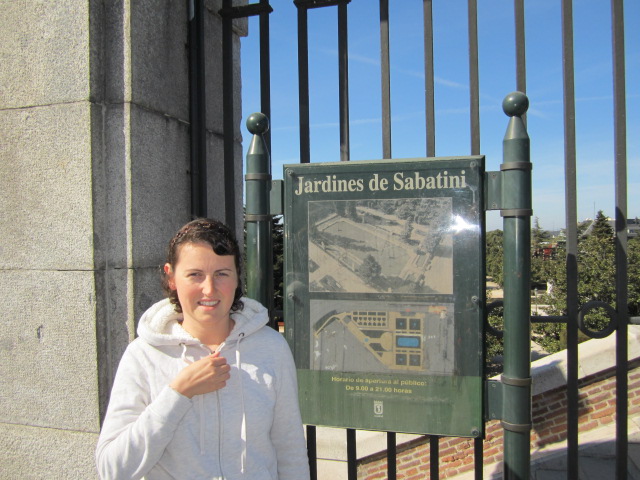 Jardines de Sabatini
Horario de apertura al público:
De 9.00 a 21.00 horas